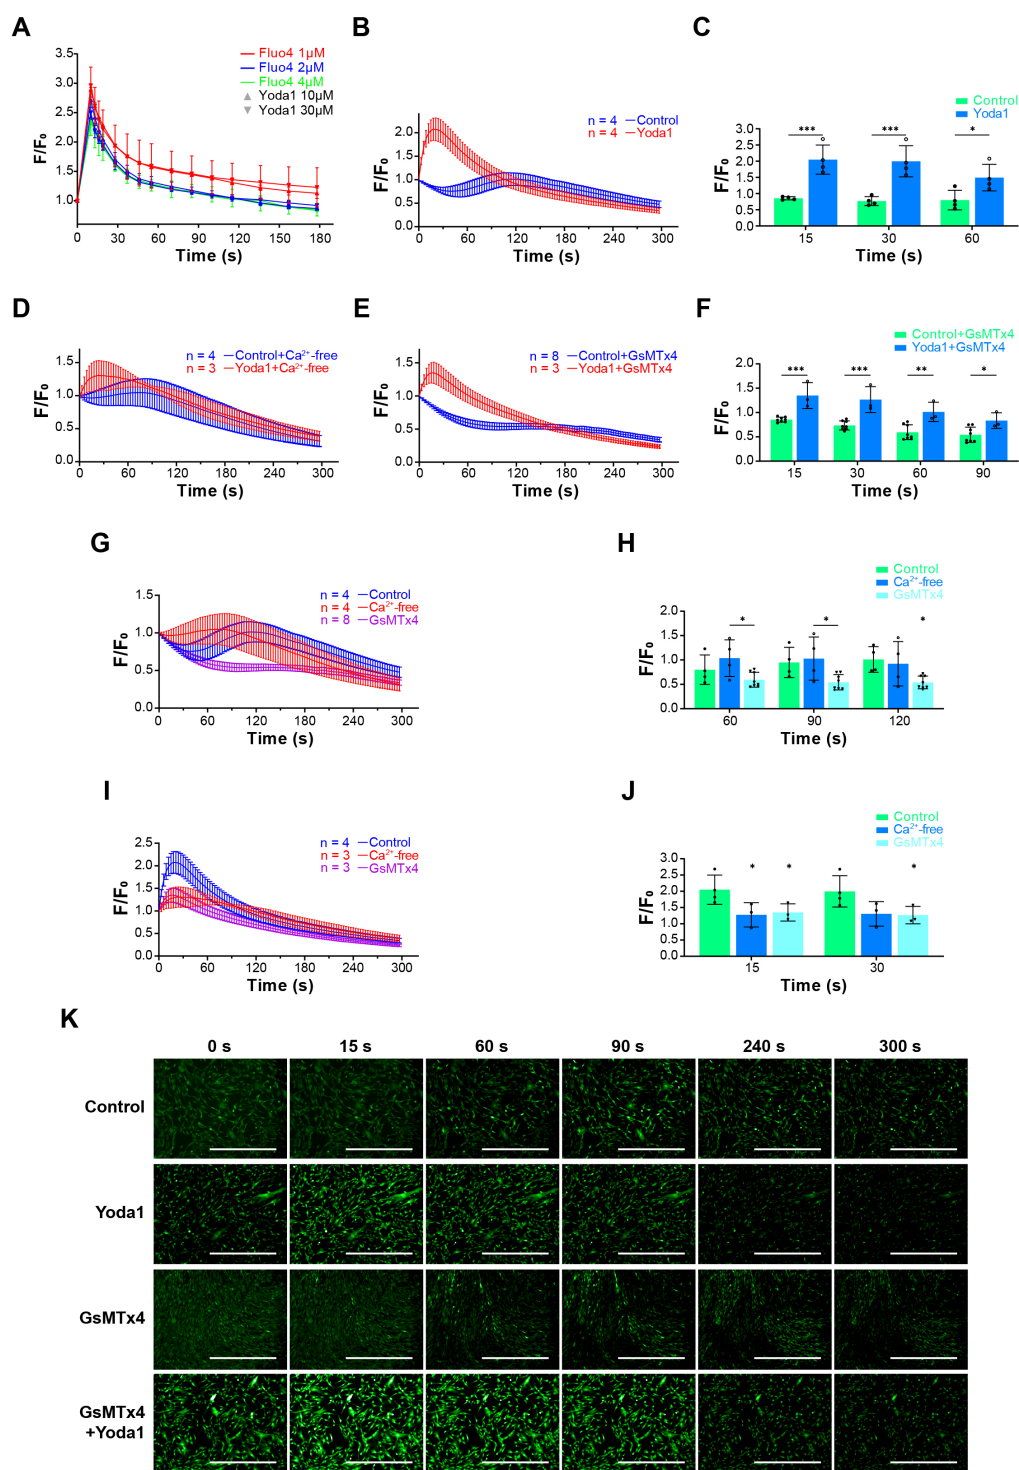 A
3.5
3.0
2.5
2.0
1.5
1.0
F/F₀
0 30 60 90 120 150 180
Time (s)
Fluo4 1μM
Fluo4 2μM
Fluo4 4μM
Yoda1 10μM
Yoda1 30μM
B
2.5
2.0
1.5
1.0
0.5
0.0
F/F₀
0 60 120 180 240 300
Time (s)
n = 4 Control
n = 4 Yoda1
C
Control
Yoda1
3.0
2.5
2.0
1.5
1.0
0.5
0.0
F/F₀
*** *** *
15 30 60
Time (s)
D
1.5
1.0
0.5
0.0
F/F₀
0 60 120 180 240 300
Time (s)
n = 4 Control+Ca²⁺-free
n = 3 Yoda1+Ca²⁺-free
E
1.5
1.0
0.5
0.0
F/F₀
0 60 120 180 240 300
Time (s)
n = 8 Control+GsMTx4
n = 3 Yoda1+GsMTx4
F
Control+GsMTx4
Yoda1+GsMTx4
2.0
1.5
1.0
0.5
0.0
F/F₀
*** *** ** *
15 30 60 90
Time (s)
G
1.5
1.0
0.5
0.0
F/F₀
0 60 120 180 240 300
Time (s)
n = 4 Control
n = 4 Ca²⁺-free
n = 8 GsMTx4
H
Control
Ca²⁺-free
GsMTx4
2.0
1.5
1.0
0.5
0.0
F/F₀
* * *
60 90 120
Time (s)
I
2.5
2.0
1.5
1.0
0.5
0.0
F/F₀
0 60 120 180 240 300
Time (s)
n = 4 Control
n = 3 Ca²⁺-free
n = 3 GsMTx4
J
Control
Ca²⁺-free
GsMTx4
3.0
2.5
2.0
1.5
1.0
0.5
0.0
F/F₀
* * *
15 30
Time (s)
K
0 s 15 s 60 s 90 s 240 s 300 s
Control
Yoda1
GsMTx4
GsMTx4
+Yoda1